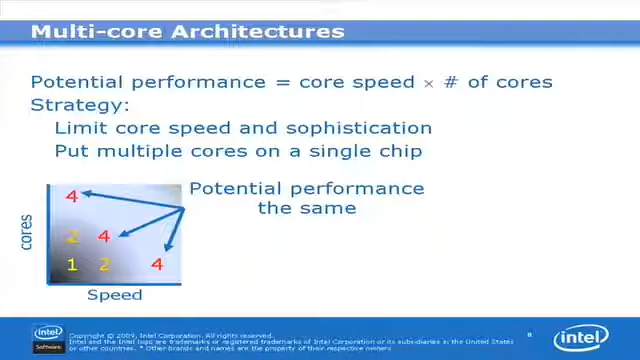 Multi-core Architectures
Potential performance = core speed × # of cores
Strategy:
Limit core speed and sophistication
Put multiple cores on a single chip
Potential performance
the same
cores
4
2 4
1 2 4
Speed
intel
Software
Copyright © 2009, Intel Corporation. All rights reserved.
Intel and the Intel logo are trademarks or registered trademarks of Intel Corporation or its subsidiaries in the United States
or other countries. * Other brands and names are the property of their respective owners
8
intel